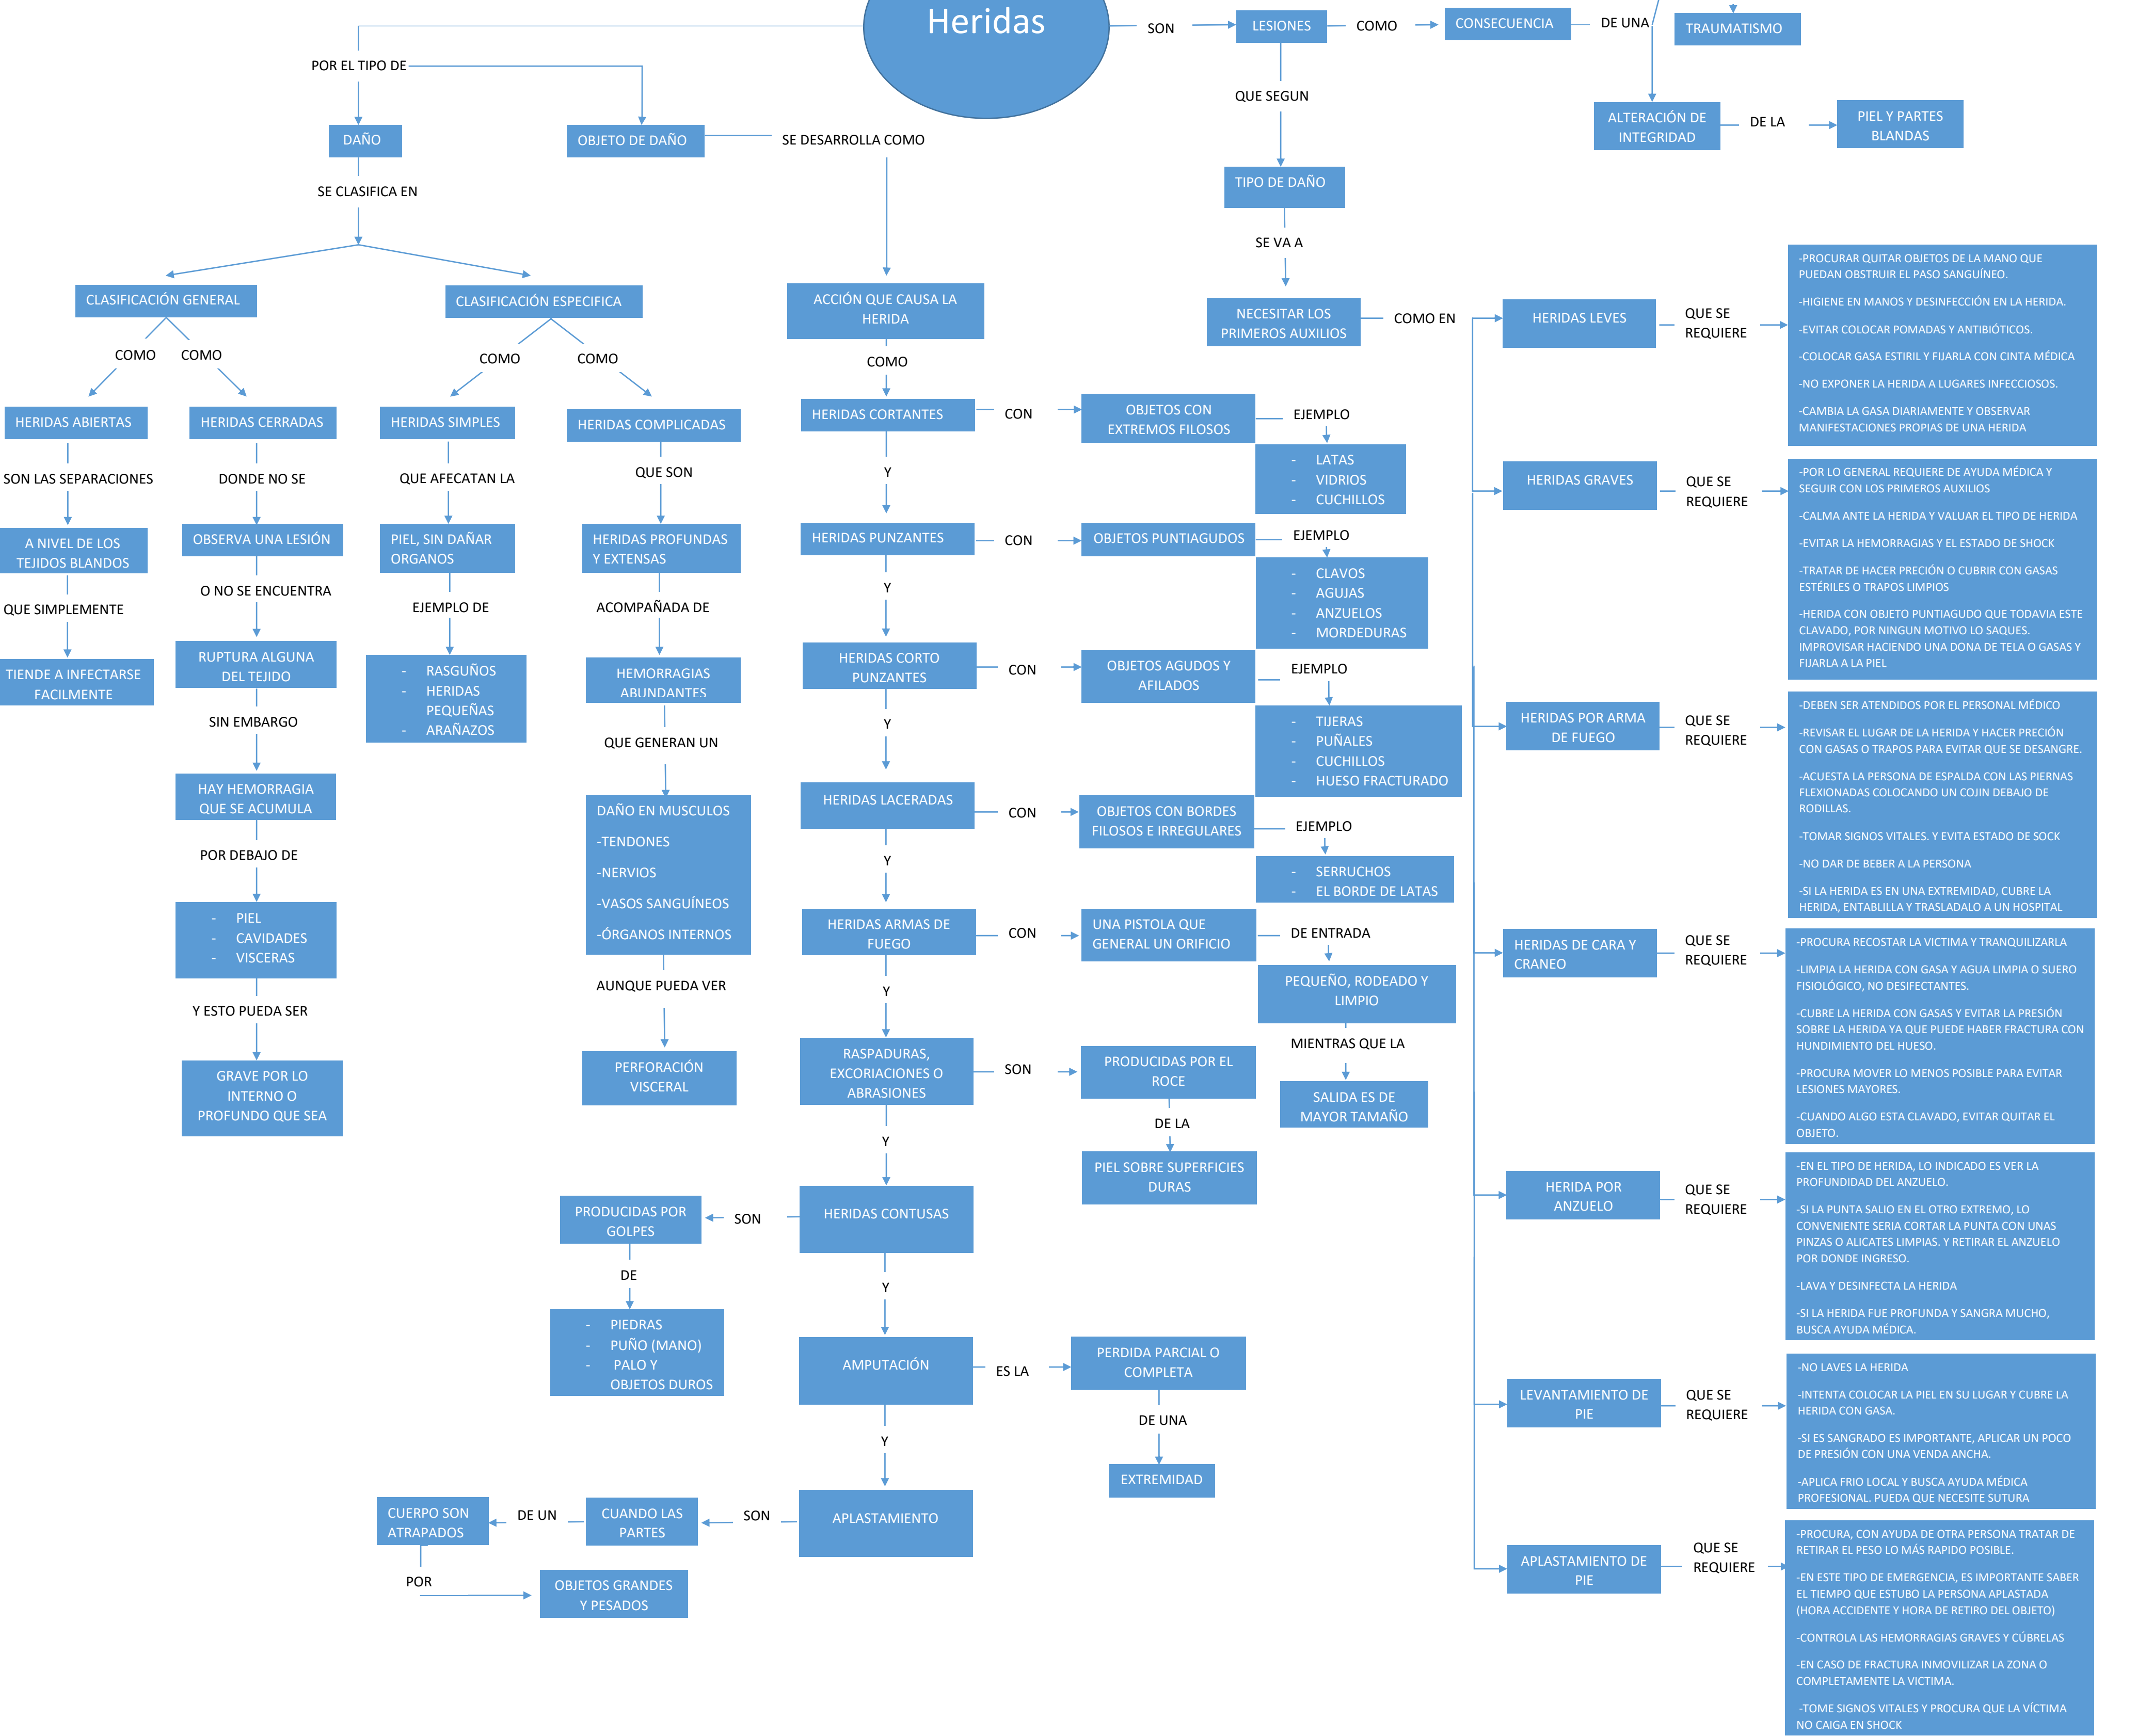 Heridas
SON
LESIONES
COMO
CONSECUENCIA
DE UNA
TRAUMATISMO
ALTERACIÓN DE
INTEGRIDAD
DE LA
PIEL Y PARTES
BLANDAS
POR EL TIPO DE
DAÑO
OBJETO DE DAÑO
SE DESARROLLA COMO
SE CLASIFICA EN
CLASIFICACIÓN GENERAL
CLASIFICACIÓN ESPECIFICA
COMO
COMO
COMO
COMO
HERIDAS ABIERTAS
SON LAS SEPARACIONES
A NIVEL DE LOS
TEJIDOS BLANDOS
QUE SIMPLEMENTE
TIENDE A INFECTARSE
FACILMENTE
HERIDAS CERRADAS
DONDE NO SE
OBSERVA UNA LESIÓN
O NO SE ENCUENTRA
RUPTURA ALGUNA
DEL TEJIDO
SIN EMBARGO
HAY HEMORRAGIA
QUE SE ACUMULA
POR DEBAJO DE
- PIEL
- CAVIDADES
- VISCERAS
Y ESTO PUEDA SER
GRAVE POR LO
INTERNO O
PROFUNDO QUE SEA
HERIDAS SIMPLES
QUE AFECATAN LA
PIEL, SIN DAÑAR
ORGANOS
EJEMPLO DE
- RASGUÑOS
- HERIDAS
PEQUEÑAS
- ARAÑAZOS
HERIDAS COMPLICADAS
QUE SON
HERIDAS PROFUNDAS
Y EXTENSAS
ACOMPAÑADA DE
HEMORRAGIAS
ABUNDANTES
QUE GENERAN UN
DAÑO EN MUSCULOS
-TENDONES
-NERVIOS
-VASOS SANGUÍNEOS
-ÓRGANOS INTERNOS
AUNQUE PUEDA VER
PERFORACIÓN
VISCERAL
ACCIÓN QUE CAUSA LA
HERIDA
COMO
HERIDAS CORTANTES
CON
OBJETOS CON
EXTREMOS FILOSOS
EJEMPLO
- LATAS
- VIDRIOS
- CUCHILLOS
Y
HERIDAS PUNZANTES
CON
OBJETOS PUNTIAGUDOS
EJEMPLO
- CLAVOS
- AGUJAS
- ANZUELOS
- MORDEDURAS
Y
HERIDAS CORTO
PUNZANTES
CON
OBJETOS AGUDOS Y
AFILADOS
EJEMPLO
- TIJERAS
- PUÑALES
- CUCHILLOS
- HUESO FRACTURADO
Y
HERIDAS LACERADAS
CON
OBJETOS CON BORDES
FILOSOS E IRREGULARES
EJEMPLO
- SERRUCHOS
- EL BORDE DE LATAS
Y
HERIDAS ARMAS DE
FUEGO
CON
UNA PISTOLA QUE
GENERAL UN ORIFICIO
DE ENTRADA
PEQUEÑO, RODEADO Y
LIMPIO
MIENTRAS QUE LA
SALIDA ES DE
MAYOR TAMAÑO
Y
RASPADURAS,
EXCORIACIONES O
ABRASIONES
SON
PRODUCIDAS POR EL
ROCE
DE LA
PIEL SOBRE SUPERFICIES
DURAS
Y
HERIDAS CONTUSAS
SON
PRODUCIDAS POR
GOLPES
DE
- PIEDRAS
- PUÑO (MANO)
- PALO Y
OBJETOS DUROS
Y
AMPUTACIÓN
ES LA
PERDIDA PARCIAL O
COMPLETA
DE UNA
EXTREMIDAD
Y
APLASTAMIENTO
SON
CUANDO LAS
PARTES
DE UN
CUERPO SON
ATRAPADOS
POR
OBJETOS GRANDES
Y PESADOS
QUE SEGUN
TIPO DE DAÑO
SE VA A
NECESITAR LOS
PRIMEROS AUXILIOS
COMO EN
HERIDAS LEVES
QUE SE
REQUIERE
-PROCURAR QUITAR OBJETOS DE LA MANO QUE
PUEDAN OBSTRUIR EL PASO SANGUÍNEO.
-HIGIENE EN MANOS Y DESINFECCIÓN EN LA HERIDA.
-EVITAR COLOCAR POMADAS Y ANTIBIÓTICOS.
-COLOCAR GASA ESTIRIL Y FIJARLA CON CINTA MÉDICA
-NO EXPONER LA HERIDA A LUGARES INFECCIOSOS.
-CAMBIA LA GASA DIARIAMENTE Y OBSERVAR
MANIFESTACIONES PROPIAS DE UNA HERIDA
HERIDAS GRAVES
QUE SE
REQUIERE
-POR LO GENERAL REQUIERE DE AYUDA MÉDICA Y
SEGUIR CON LOS PRIMEROS AUXILIOS
-CALMA ANTE LA HERIDA Y VALUAR EL TIPO DE HERIDA
-EVITAR LA HEMORRAGIAS Y EL ESTADO DE SHOCK
-TRATAR DE HACER PRECIÓN O CUBRIR CON GASAS
ESTÉRILES O TRAPOS LIMPIOS
-HERIDA CON OBJETO PUNTIAGUDO QUE TODAVIA ESTE
CLAVADO, POR NINGUN MOTIVO LO SAQUES.
IMPROVISAR HACIENDO UNA DONA DE TELA O GASAS Y
FIJARLA A LA PIEL
HERIDAS POR ARMA
DE FUEGO
QUE SE
REQUIERE
-DEBEN SER ATENDIDOS POR EL PERSONAL MÉDICO
-REVISAR EL LUGAR DE LA HERIDA Y HACER PRECIÓN
CON GASAS O TRAPOS PARA EVITAR QUE SE DESANGRE.
-ACUESTA LA PERSONA DE ESPALDA CON LAS PIERNAS
FLEXIONADAS COLOCANDO UN COJIN DEBAJO DE
RODILLAS.
-TOMAR SIGNOS VITALES. Y EVITA ESTADO DE SOCK
-NO DAR DE BEBER A LA PERSONA
-SI LA HERIDA ES EN UNA EXTREMIDAD, CUBRE LA
HERIDA, ENTABLILLA Y TRASLADALO A UN HOSPITAL
HERIDAS DE CARA Y
CRANEO
QUE SE
REQUIERE
-PROCURA RECOSTAR LA VICTIMA Y TRANQUILIZARLA
-LIMPIA LA HERIDA CON GASA Y AGUA LIMPIA O SUERO
FISIOLÓGICO, NO DESIFECTANTES.
-CUBRE LA HERIDA CON GASAS Y EVITAR LA PRESIÓN
SOBRE LA HERIDA YA QUE PUEDE HABER FRACTURA CON
HUNDIMIENTO DEL HUESO.
-PROCURA MOVER LO MENOS POSIBLE PARA EVITAR
LESIONES MAYORES.
-CUANDO ALGO ESTA CLAVADO, EVITAR QUITAR EL
OBJETO.
HERIDA POR
ANZUELO
QUE SE
REQUIERE
-EN EL TIPO DE HERIDA, LO INDICADO ES VER LA
PROFUNDIDAD DEL ANZUELO.
-SI LA PUNTA SALIO EN EL OTRO EXTREMO, LO
CONVENIENTE SERIA CORTAR LA PUNTA CON UNAS
PINZAS O ALICATES LIMPIAS. Y RETIRAR EL ANZUELO
POR DONDE INGRESO.
-LAVA Y DESINFECTA LA HERIDA
-SI LA HERIDA FUE PROFUNDA Y SANGRA MUCHO,
BUSCA AYUDA MÉDICA.
LEVANTAMIENTO DE
PIE
QUE SE
REQUIERE
-NO LAVES LA HERIDA
-INTENTA COLOCAR LA PIEL EN SU LUGAR Y CUBRE LA
HERIDA CON GASA.
-SI ES SANGRADO ES IMPORTANTE, APLICAR UN POCO
DE PRESIÓN CON UNA VENDA ANCHA.
-APLICA FRIO LOCAL Y BUSCA AYUDA MÉDICA
PROFESIONAL. PUEDA QUE NECESITE SUTURA
APLASTAMIENTO DE
PIE
QUE SE
REQUIERE
-PROCURA, CON AYUDA DE OTRA PERSONA TRATAR DE
RETIRAR EL PESO LO MÁS RAPIDO POSIBLE.
-EN ESTE TIPO DE EMERGENCIA, ES IMPORTANTE SABER
EL TIEMPO QUE ESTUBO LA PERSONA APLASTADA
(HORA ACCIDENTE Y HORA DE RETIRO DEL OBJETO)
-CONTROLA LAS HEMORRAGIAS GRAVES Y CÚBRELAS
-EN CASO DE FRACTURA INMOVILIZAR LA ZONA O
COMPLETAMENTE LA VICTIMA.
-TOME SIGNOS VITALES Y PROCURA QUE LA VÍCTIMA
NO CAIGA EN SHOCK